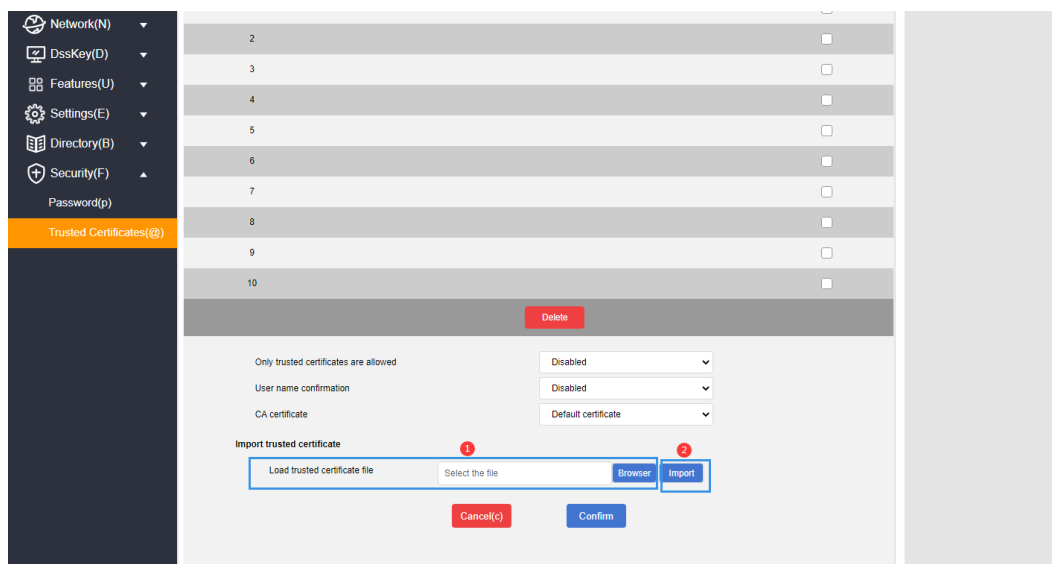 Network(N)
DssKey(D)
Features(U)
Settings(E)
Directory(B)
Security(F)
Password(p)
Trusted Certificates(@)
2
3
4
5
6
7
8
9
10
Delete
Only trusted certificates are allowed Disabled
User name confirmation Disabled
CA certificate Default certificate
Import trusted certificate
1 2
Load trusted certificate file Select the file Browser Import
Cancel(c) Confirm